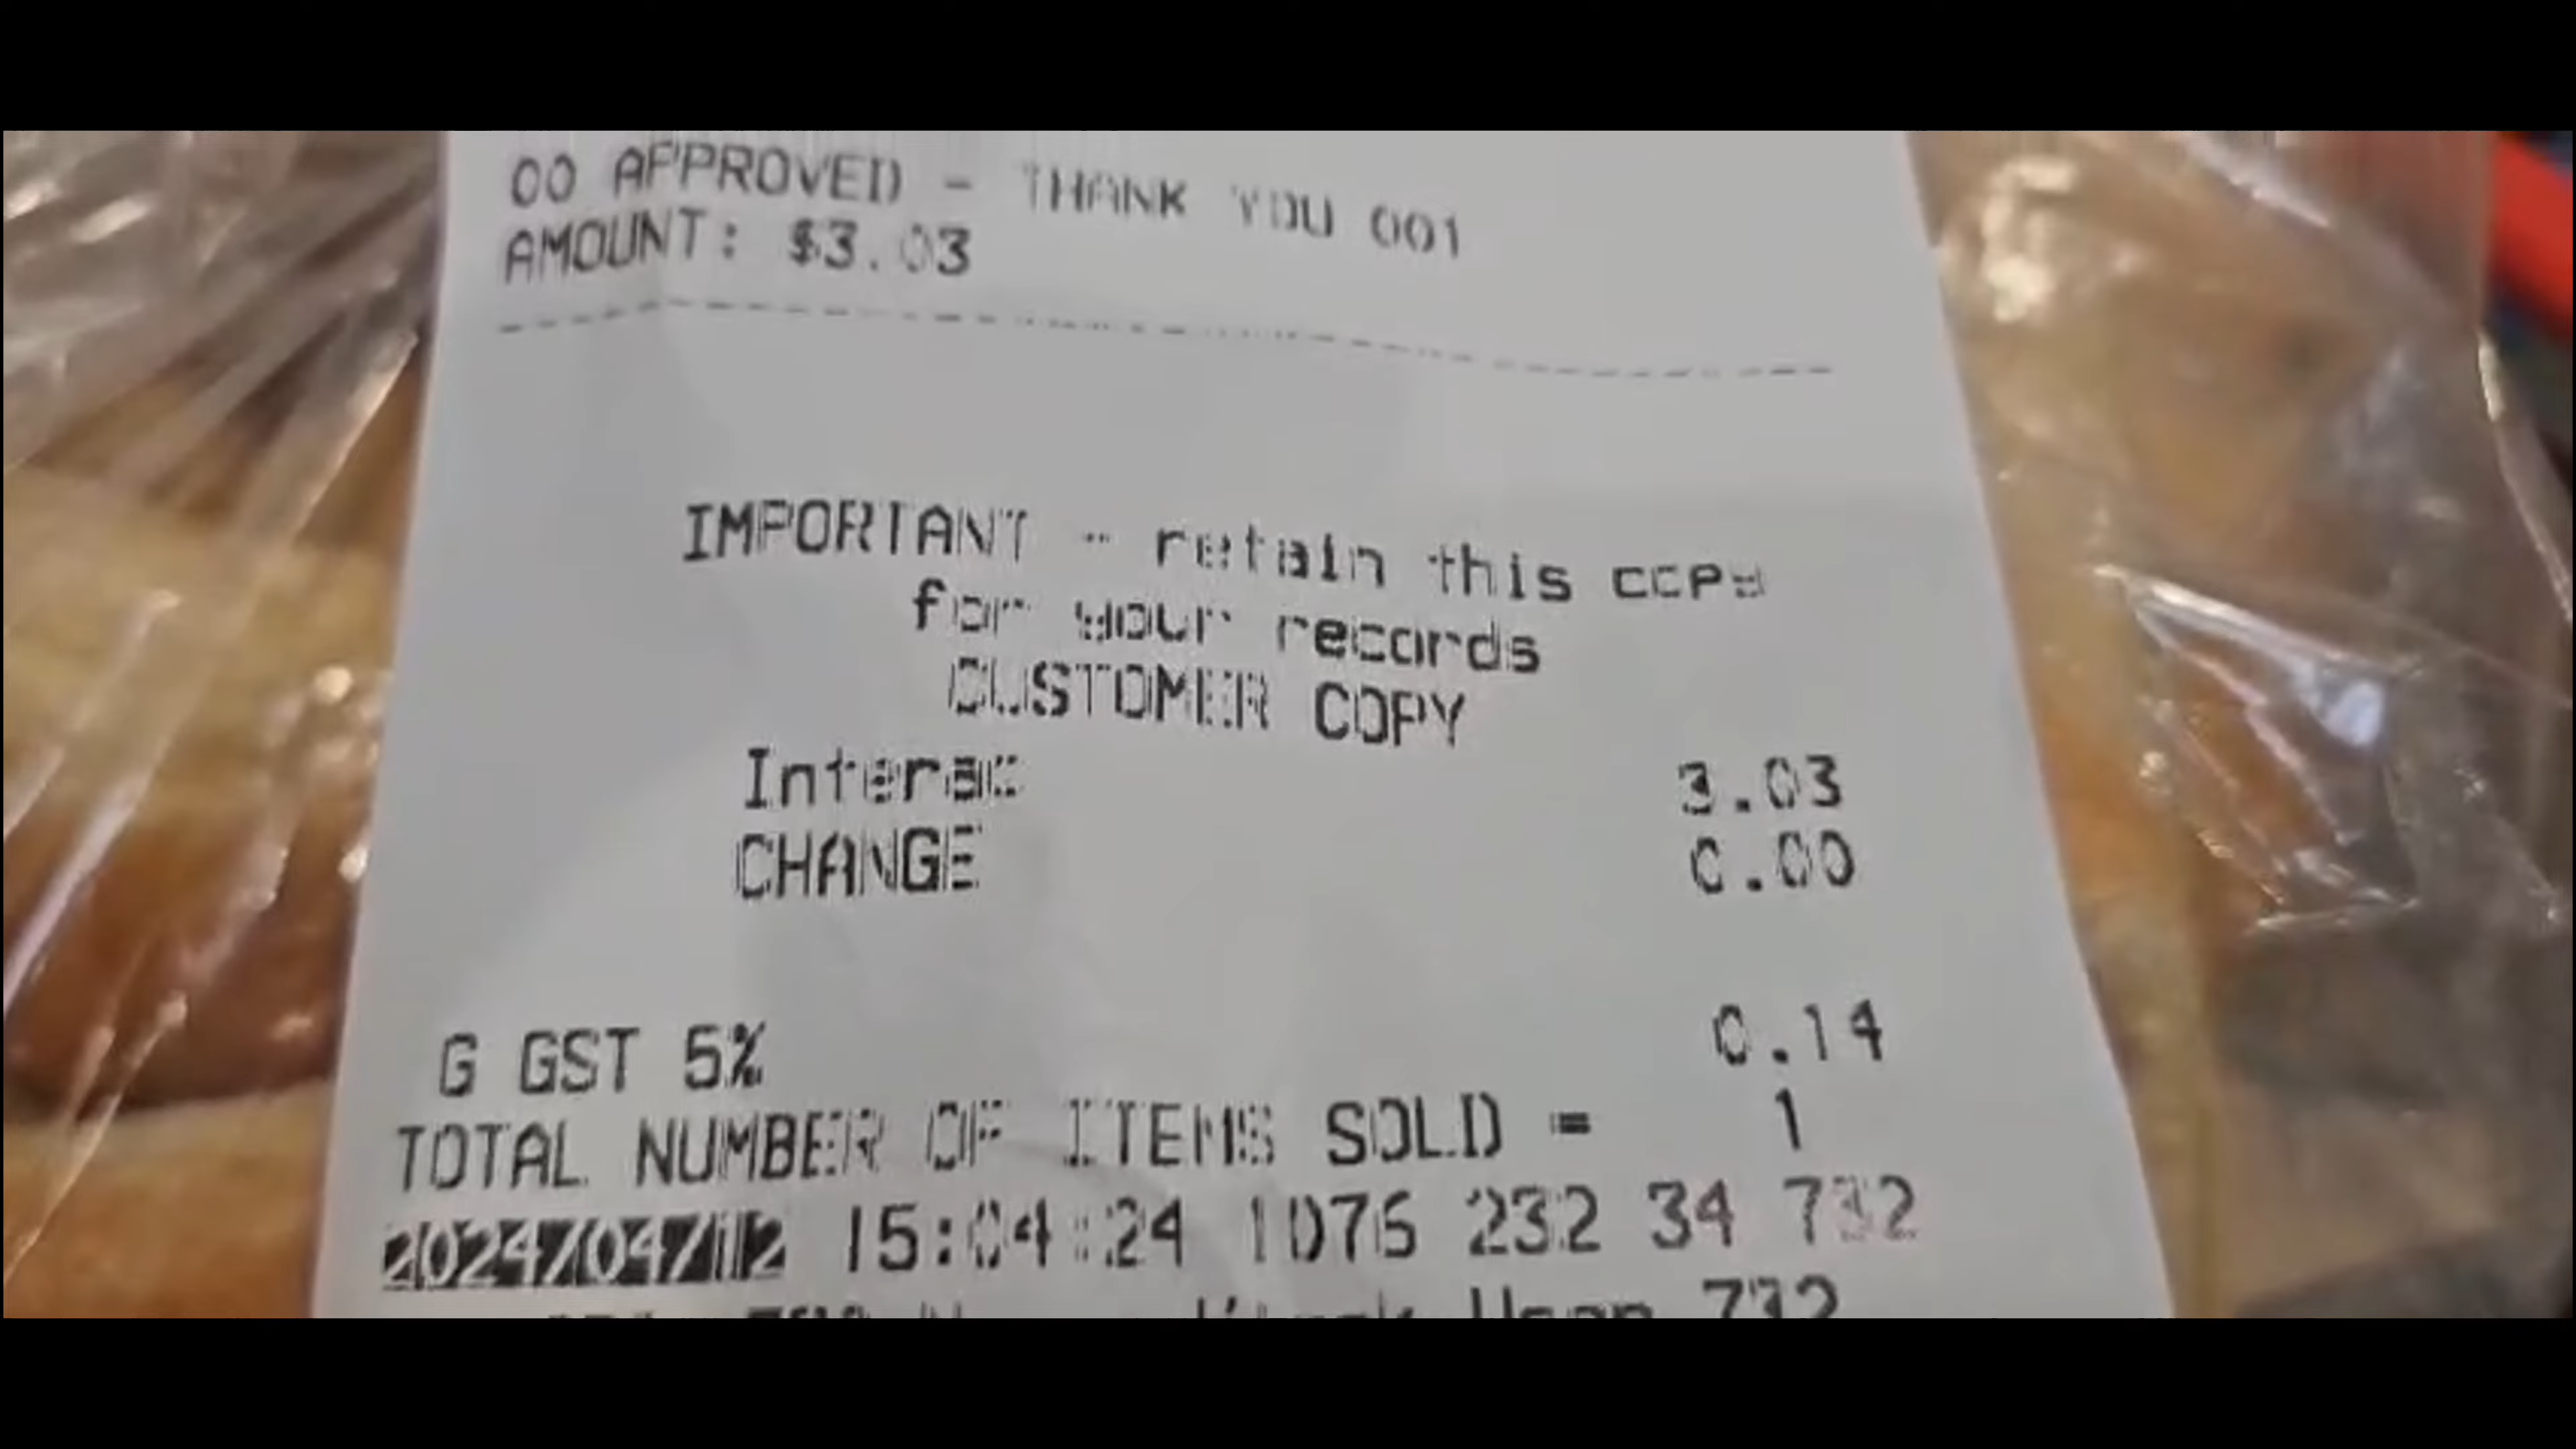 00 APPROVED - THANK YOU 001
AMOUNT: $3.03
IMPORTANT - retain this copy
for your records
CUSTOMER COPY
Interac 3.03
CHANGE 0.00
G GST 5% 0.14
TOTAL NUMBER OF ITEMS SOLD = 1
2024/04/12 15:04:24 1076 232 34 732
732